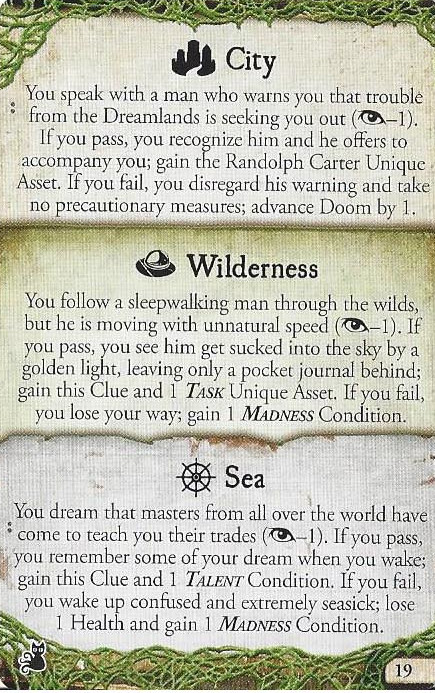 City
You speak with a man who warns you that trouble
from the Dreamlands is seeking you out (–1).
If you pass, you recognize him and he offers to
accompany you; gain the Randolph Carter Unique
Asset. If you fail, you disregard his warning and take
no precautionary measures; advance Doom by 1.
Wilderness
You follow a sleepwalking man through the wilds,
but he is moving with unnatural speed (–1). If
you pass, you see him get sucked into the sky by a
golden light, leaving only a pocket journal behind;
gain this Clue and 1 TASK Unique Asset. If you fail,
you lose your way; gain 1 MADNESS Condition.
Sea
You dream that masters from all over the world have
come to teach you their trades (–1). If you pass,
you remember some of your dream when you wake;
gain this Clue and 1 TALENT Condition. If you fail,
you wake up confused and extremely seasick; lose
1 Health and gain 1 MADNESS Condition.
19